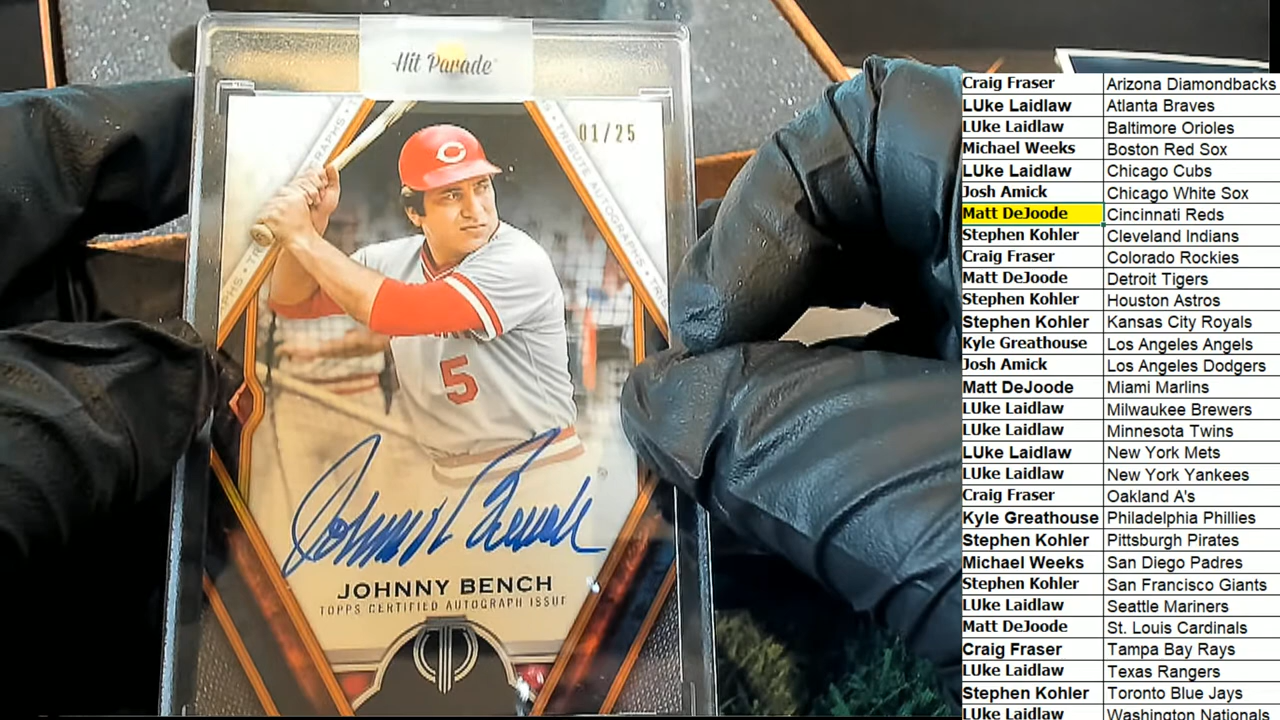 Hit Parade
01/25
TRIBUTE AUTOGRAPHS
C
5
Johnny Bench
JOHNNY BENCH
TOPPS CERTIFIED AUTOGRAPH ISSUE
Craig Fraser Arizona Diamondbacks
LUke Laidlaw Atlanta Braves
LUke Laidlaw Baltimore Orioles
Michael Weeks Boston Red Sox
LUke Laidlaw Chicago Cubs
Josh Amick Chicago White Sox
Matt DeJoode Cincinnati Reds
Stephen Kohler Cleveland Indians
Craig Fraser Colorado Rockies
Matt DeJoode Detroit Tigers
Stephen Kohler Houston Astros
Stephen Kohler Kansas City Royals
Kyle Greathouse Los Angeles Angels
Josh Amick Los Angeles Dodgers
Matt DeJoode Miami Marlins
LUke Laidlaw Milwaukee Brewers
LUke Laidlaw Minnesota Twins
LUke Laidlaw New York Mets
LUke Laidlaw New York Yankees
Craig Fraser Oakland A's
Kyle Greathouse Philadelphia Phillies
Stephen Kohler Pittsburgh Pirates
Michael Weeks San Diego Padres
Stephen Kohler San Francisco Giants
LUke Laidlaw Seattle Mariners
Matt DeJoode St. Louis Cardinals
Craig Fraser Tampa Bay Rays
LUke Laidlaw Texas Rangers
Stephen Kohler Toronto Blue Jays
LUke Laidlaw Washington Nationals